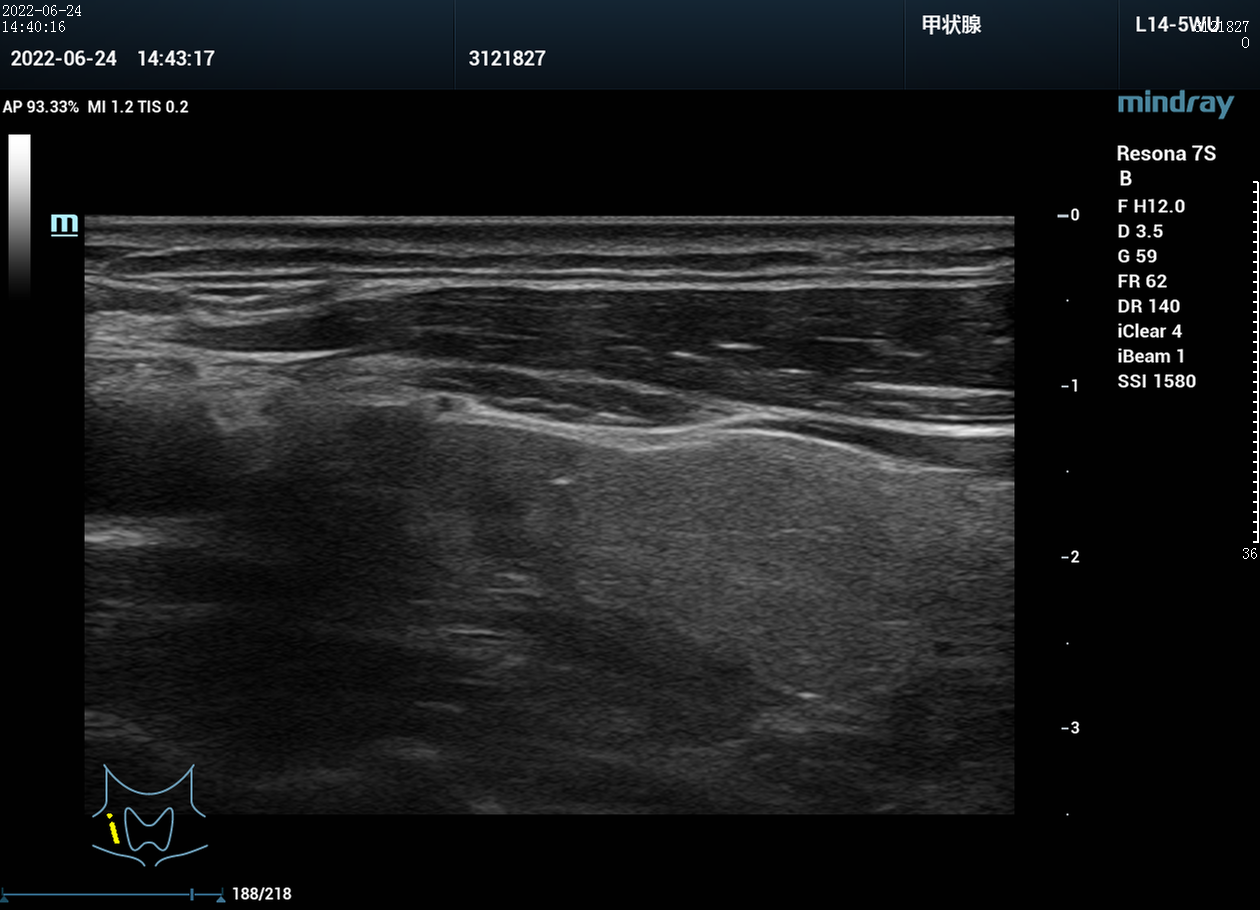 2022-06-24
14:40:16
2022-06-24 14:43:17
3121827
甲状腺
L14-5WU
3121827
0
AP 93.33% MI 1.2 TIS 0.2
mindray
Resona 7S
B
F H12.0
D 3.5
G 59
FR 62
DR 140
iClear 4
iBeam 1
SSI 1580
m
0
-1
-2
-3
36
188/218